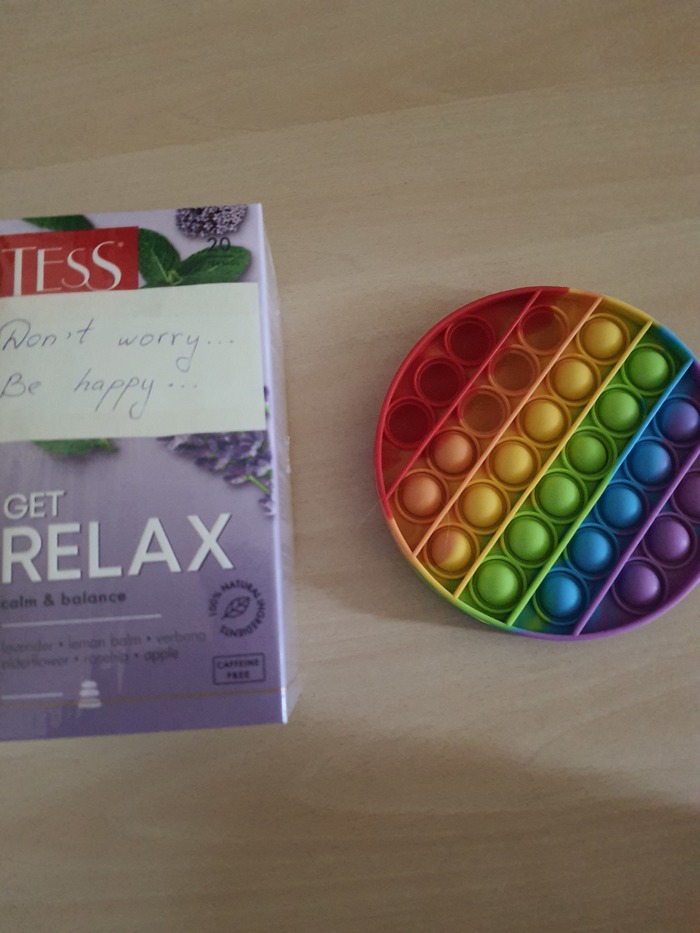 20
TESS
Don't worry...
Be happy...
GET
RELAX
calm & balance
100% NATURAL INGREDIENTS
lavender • lemon balm • verbena
elderflower • rosehip • apple
CAFFEINE
FREE